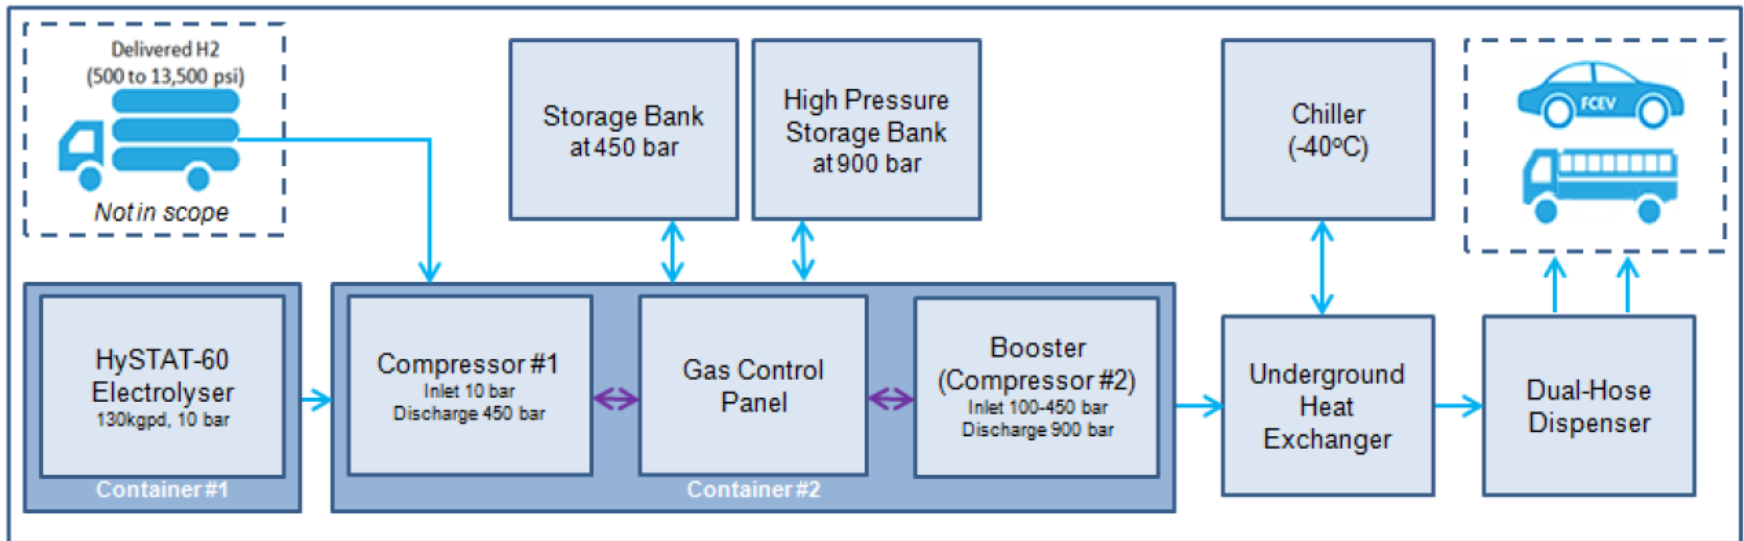 Delivered H2
(500 to 13,500 psi)
Not in scope
Storage Bank
at 450 bar
High Pressure
Storage Bank
at 900 bar
Chiller
(-40ºC)
FCEV
HySTAT-60
Electrolyser
130kgpd, 10 bar
Container #1
Compressor #1
Inlet 10 bar
Discharge 450 bar
Gas Control
Panel
Booster
(Compressor #2)
Inlet 100-450 bar
Discharge 900 bar
Container #2
Underground
Heat
Exchanger
Dual-Hose
Dispenser